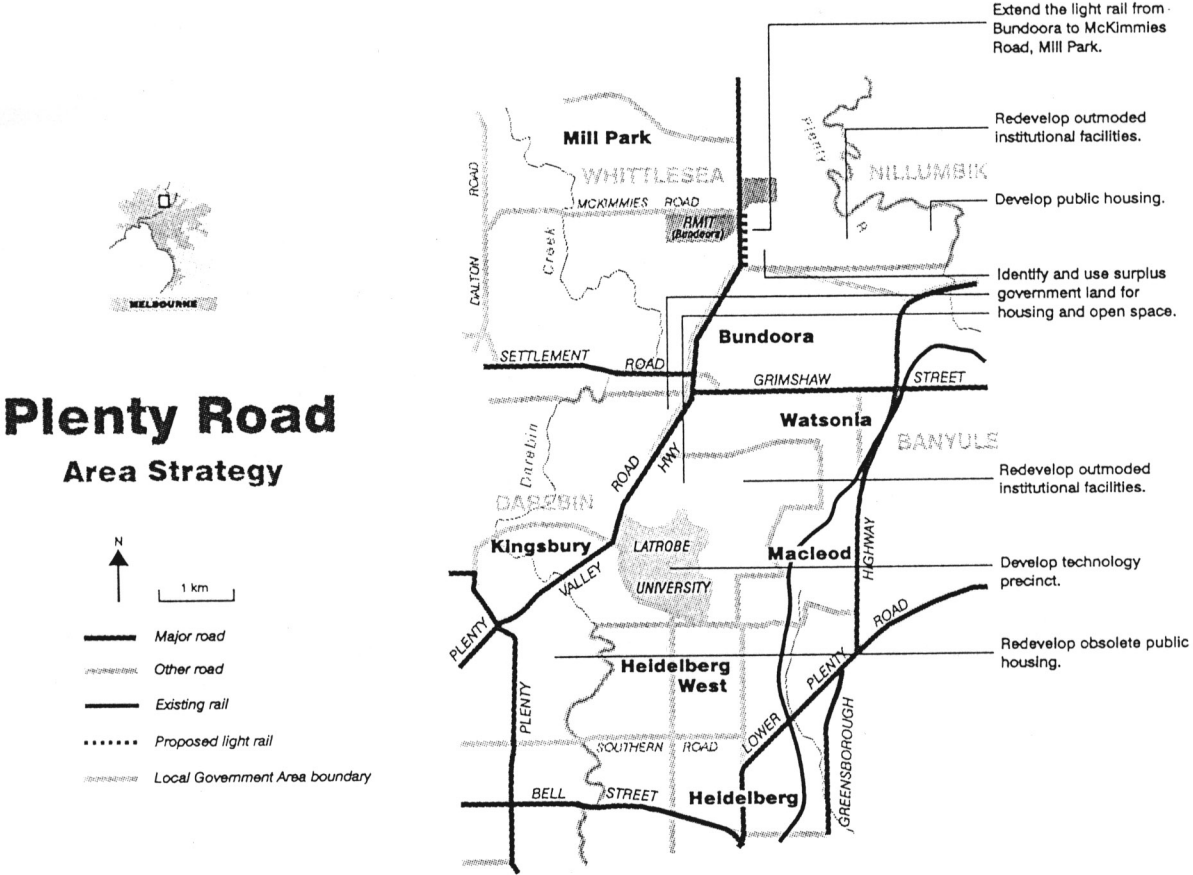 Extend the light rail from
Bundoora to McKimmies
Road, Mill Park.
Redevelop outmoded
institutional facilities.
Develop public housing.
Identify and use surplus
government land for
housing and open space.
Redevelop outmoded
institutional facilities.
Develop technology
precinct.
Redevelop obsolete public
housing.
MELBOURNE
Plenty Road
Area Strategy
N
1 km
Major road
Other road
Existing rail
Proposed light rail
Local Government Area boundary
Mill Park
WHITTLESEA
Plenty
R
NILLUMBIK
DALTON ROAD
MCKIMMIES ROAD
RMIT
(Bundoora)
Creek
Bundoora
SETTLEMENT ROAD
GRIMSHAW STREET
Watsonia
BANYULE
Darebin
ROAD
HWY
DAREBIN
Kingsbury
LATROBE
UNIVERSITY
Macleod
HIGHWAY
VALLEY
PLENTY
ROAD
Heidelberg
West
PLENTY
LOWER PLENTY
SOUTHERN ROAD
GREENSBOROUGH
BELL STREET
Heidelberg